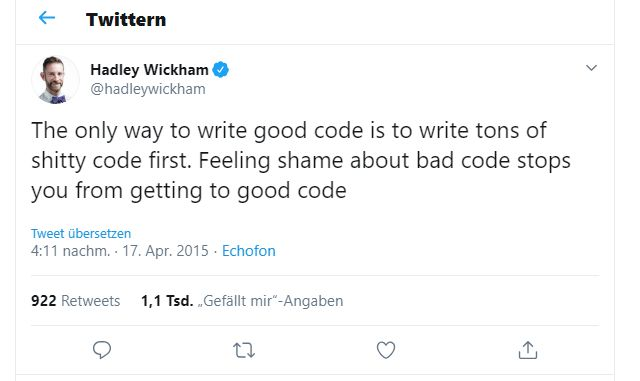 Twittern
Hadley Wickham
@hadleywickham
The only way to write good code is to write tons of
shitty code first. Feeling shame about bad code stops
you from getting to good code
Tweet übersetzen
4:11 nachm. · 17. Apr. 2015 · Echofon
922 Retweets 1,1 Tsd. „Gefällt mir“-Angaben